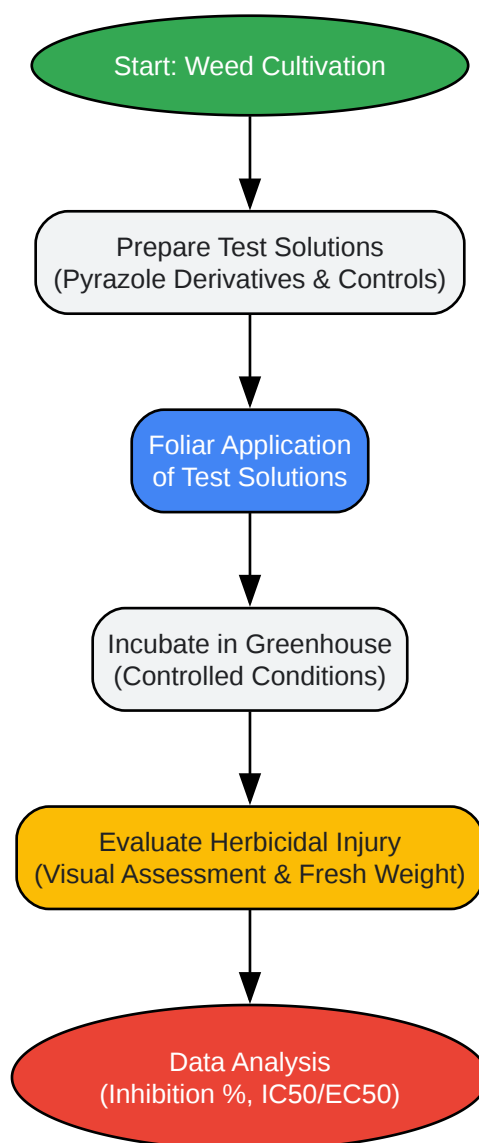 Start: Weed Cultivation
Prepare Test Solutions
(Pyrazole Derivatives & Controls)
Foliar Application
of Test Solutions
Incubate in Greenhouse
(Controlled Conditions)
Evaluate Herbicidal Injury
(Visual Assessment & Fresh Weight)
Data Analysis
(Inhibition %, IC50/EC50)